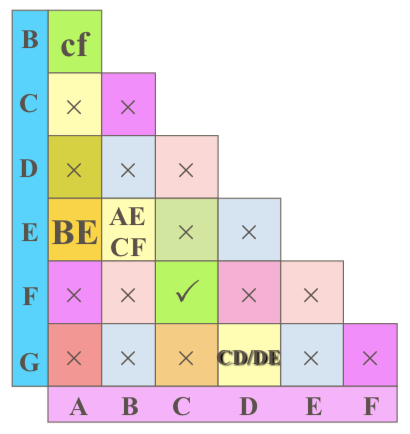 B cf
C × ×
D × × ×
E BE AE CF × ×
F × × ✓ × ×
G × × × CD/DE × ×
A B C D E F